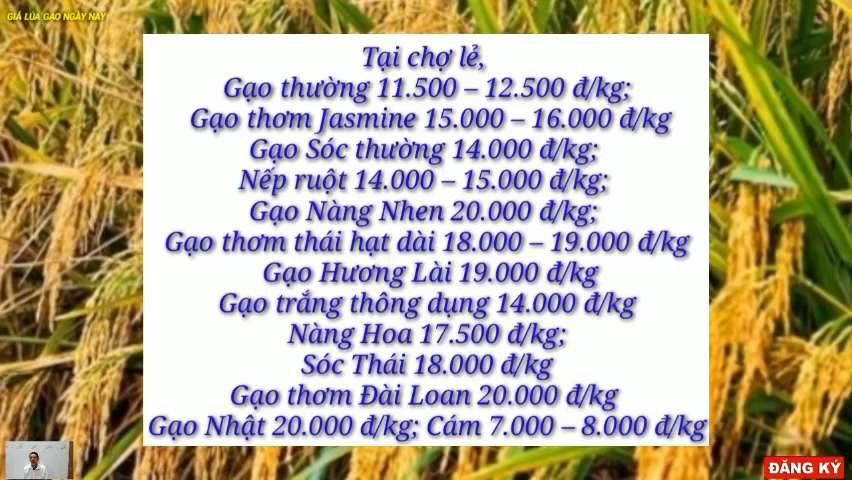 GIÁ LÚA GẠO NGÀY NAY
Tại chợ lẻ,
Gạo thường 11.500 – 12.500 đ/kg;
Gạo thơm Jasmine 15.000 – 16.000 đ/kg
Gạo Sóc thường 14.000 đ/kg;
Nếp ruột 14.000 – 15.000 đ/kg;
Gạo Nàng Nhen 20.000 đ/kg;
Gạo thơm thái hạt dài 18.000 – 19.000 đ/kg
Gạo Hương Lài 19.000 đ/kg
Gạo trắng thông dụng 14.000 đ/kg
Nàng Hoa 17.500 đ/kg;
Sóc Thái 18.000 đ/kg
Gạo thơm Đài Loan 20.000 đ/kg
Gạo Nhật 20.000 đ/kg; Cám 7.000 – 8.000 đ/kg
ĐĂNG KÝ